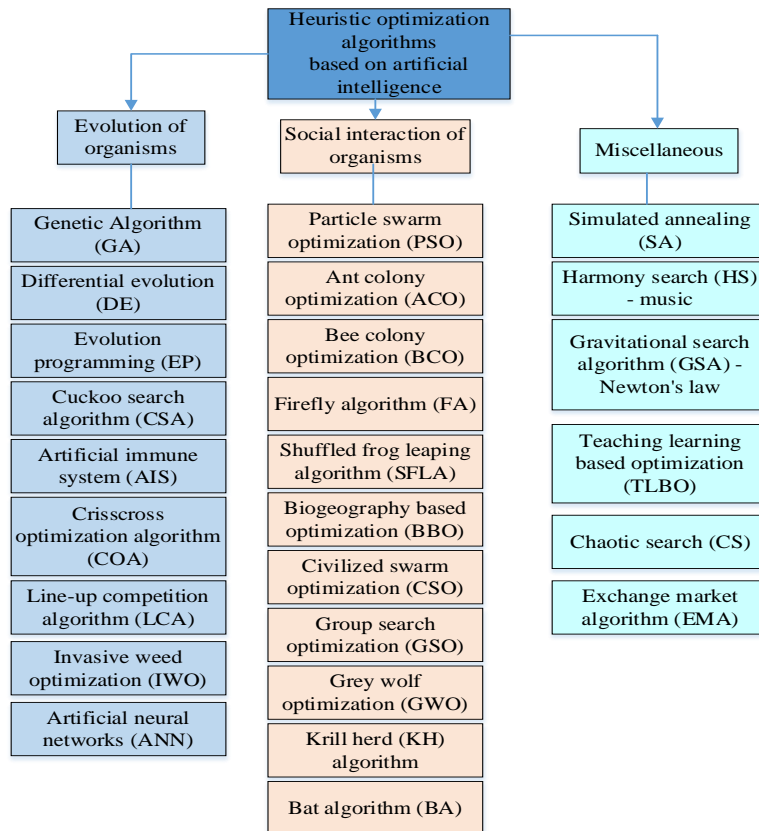 Heuristic optimization
algorithms
based on artificial
intelligence
Evolution of
organisms
Genetic Algorithm
(GA)
Differential evolution
(DE)
Evolution
programming (EP)
Cuckoo search
algorithm (CSA)
Artificial immune
system (AIS)
Crisscross
optimization algorithm
(COA)
Line-up competition
algorithm (LCA)
Invasive weed
optimization (IWO)
Artificial neural
networks (ANN)
Social interaction of
organisms
Particle swarm
optimization (PSO)
Ant colony
optimization (ACO)
Bee colony
optimization (BCO)
Firefly algorithm (FA)
Shuffled frog leaping
algorithm (SFLA)
Biogeography based
optimization (BBO)
Civilized swarm
optimization (CSO)
Group search
optimization (GSO)
Grey wolf
optimization (GWO)
Krill herd (KH)
algorithm
Bat algorithm (BA)
Miscellaneous
Simulated annealing
(SA)
Harmony search (HS)
- music
Gravitational search
algorithm (GSA) -
Newton's law
Teaching learning
based optimization
(TLBO)
Chaotic search (CS)
Exchange market
algorithm (EMA)